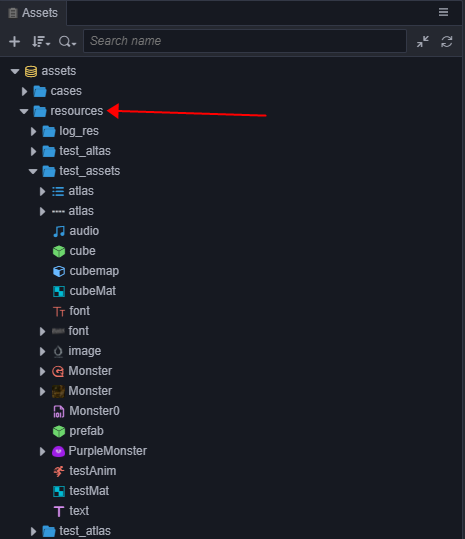 Assets
Search name
assets
cases
resources
log_res
test_altas
test_assets
atlas
atlas
audio
cube
cubemap
cubeMat
font
font
image
Monster
Monster
Monster0
prefab
PurpleMonster
testAnim
testMat
text
test_atlas